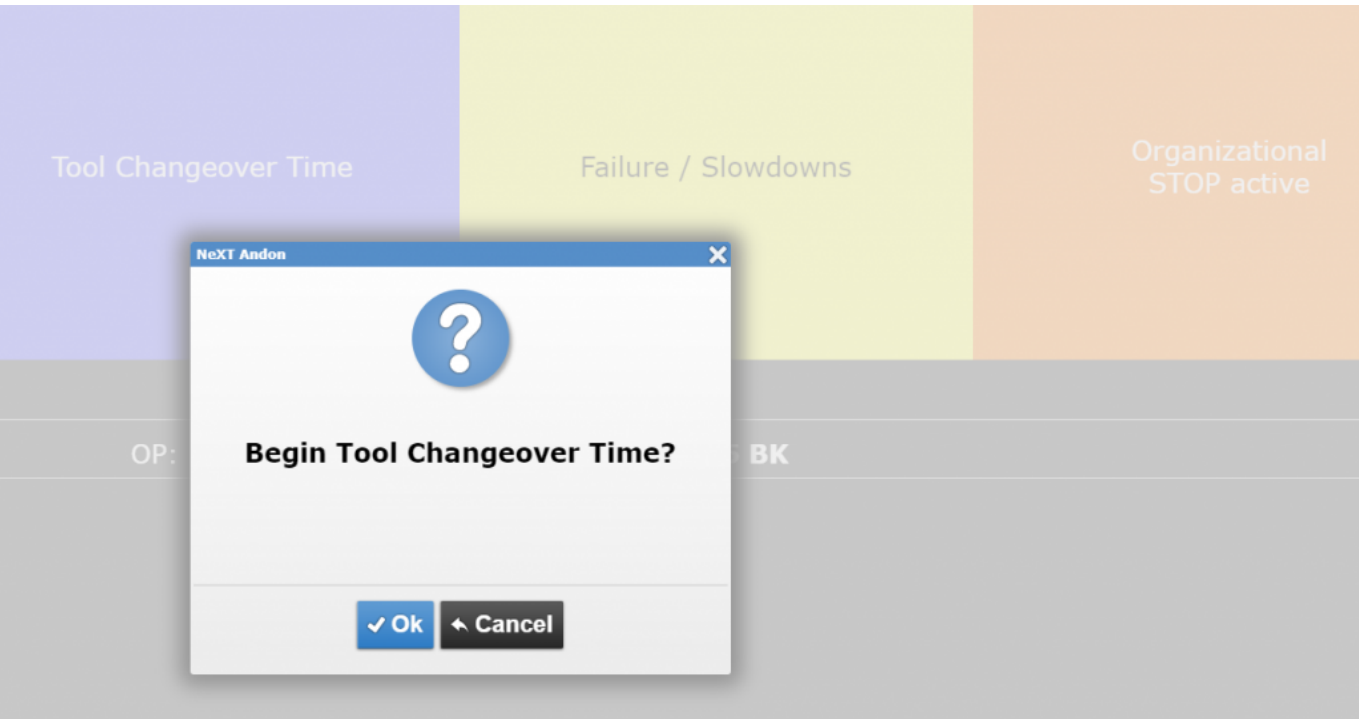 Tool Changeover Time
Failure / Slowdowns
Organizational
STOP active
NeXT Andon
Begin Tool Changeover Time?
OP:
BK
Ok
Cancel